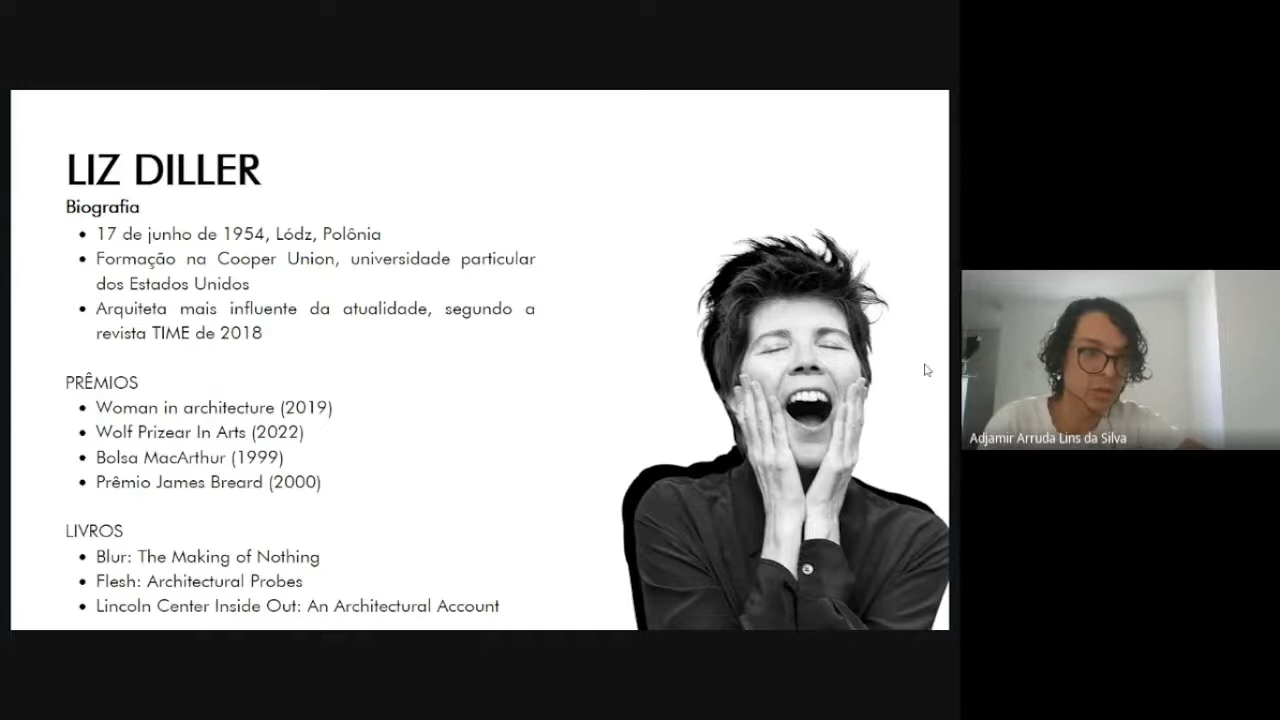 LIZ DILLER
Biografia
• 17 de junho de 1954, Lódz, Polônia
• Formação na Cooper Union, universidade particular
dos Estados Unidos
• Arquiteta mais influente da atualidade, segundo a
revista TIME de 2018
PRÊMIOS
• Woman in architecture (2019)
• Wolf Prizear In Arts (2022)
• Bolsa MacArthur (1999)
• Prêmio James Breard (2000)
LIVROS
• Blur: The Making of Nothing
• Flesh: Architectural Probes
• Lincoln Center Inside Out: An Architectural Account
Adjamir Arruda Lins da Silva